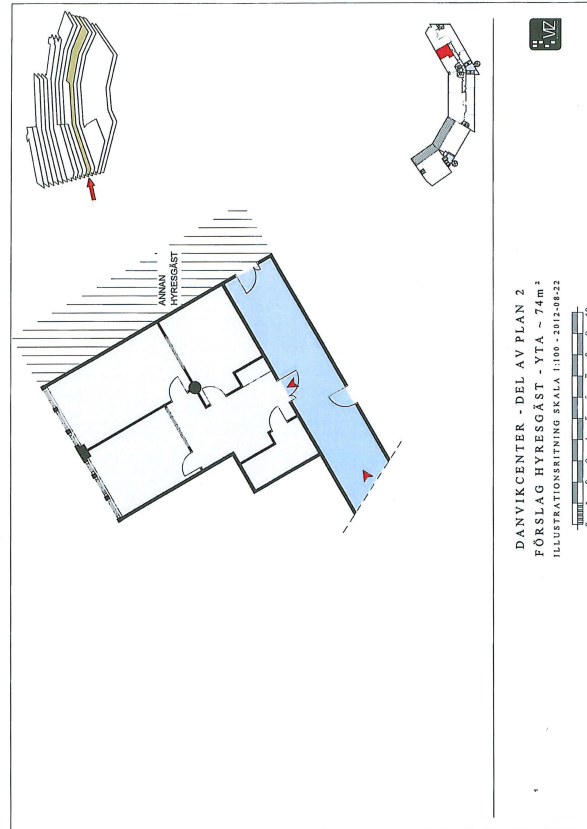 ANNAN
HYRESGÄST
DANVIKCENTER - DEL AV PLAN 2
FÖRSLAG HYRESGÄST - YTA ~ 74m²
ILLUSTRATIONSRITNING SKALA 1:100 - 2012-08-22